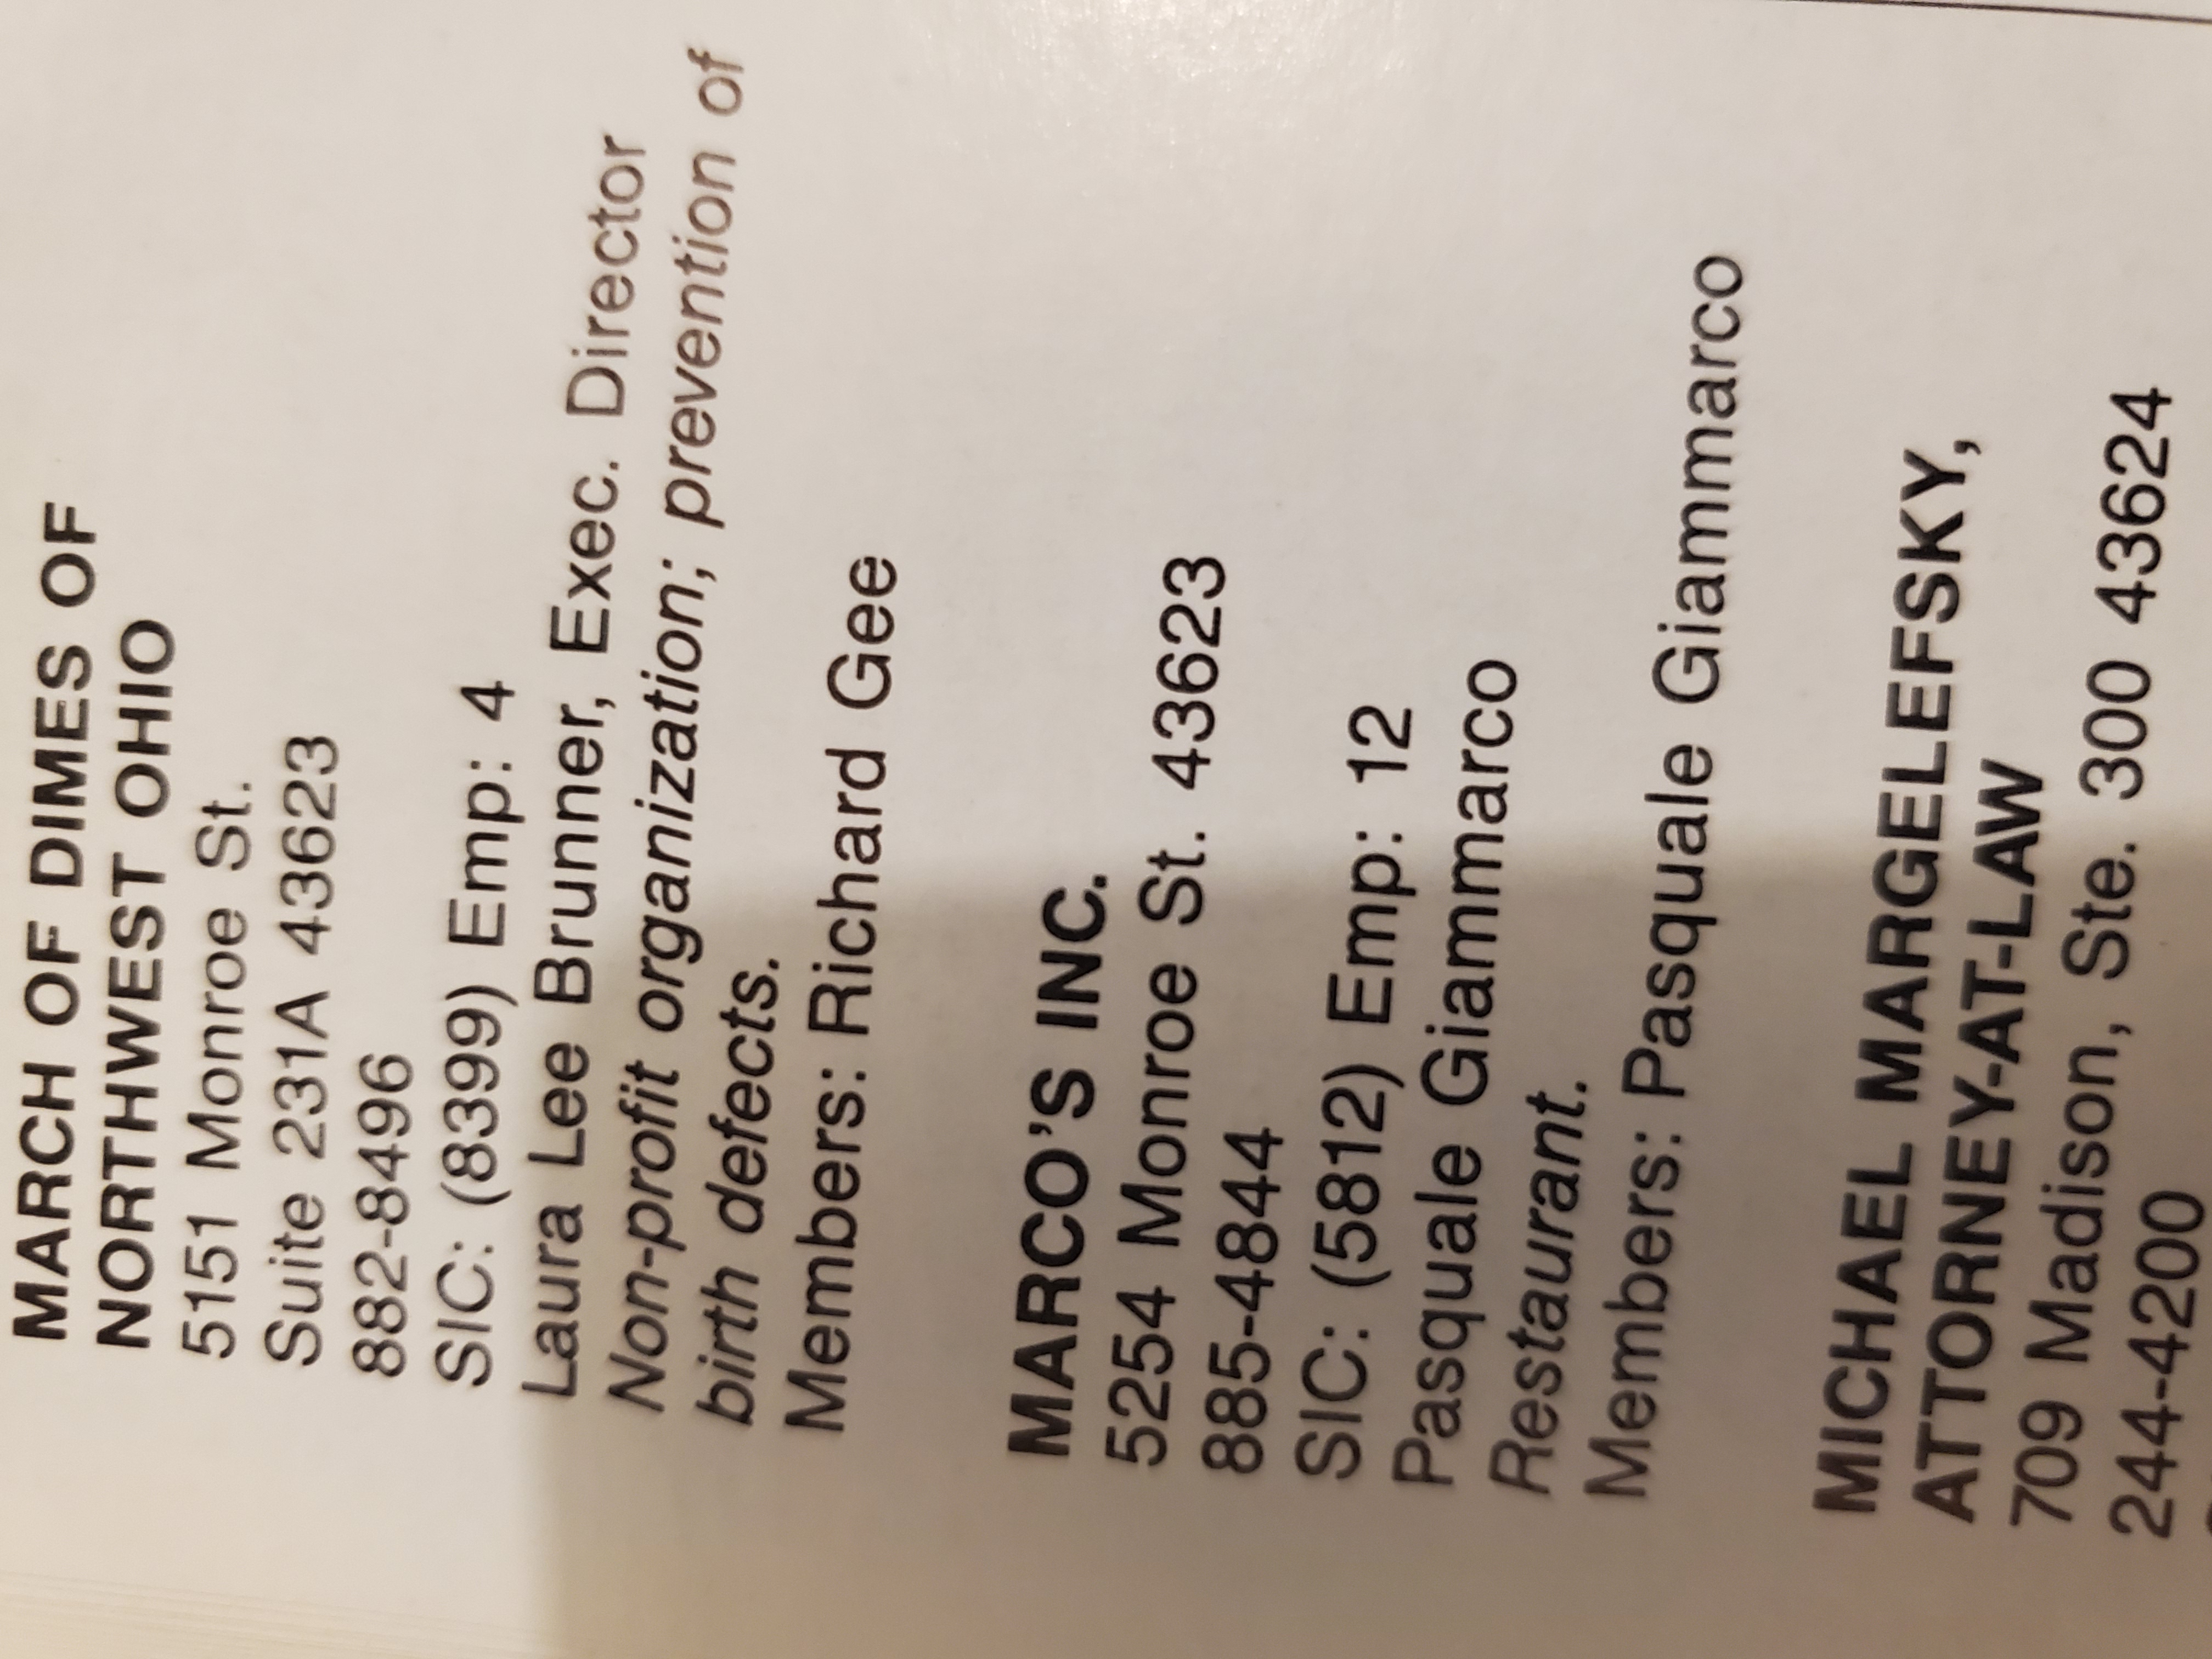 MARCH OF DIMES OF
NORTHWEST OHIO
5151 Monroe St.
Suite 231A 43623
882-8496
SIC: (8399) Emp: 4
Laura Lee Brunner, Exec. Director
Non-profit organization; prevention of
birth defects.
Members: Richard Gee
MARCO'S INC.
5254 Monroe St. 43623
885-4844
SIC: (5812) Emp: 12
Pasquale Giammarco
Restaurant.
Members: Pasquale Giammarco
MICHAEL MARGELEFSKY,
ATTORNEY-AT-LAW
709 Madison, Ste. 300 43624
244-4200